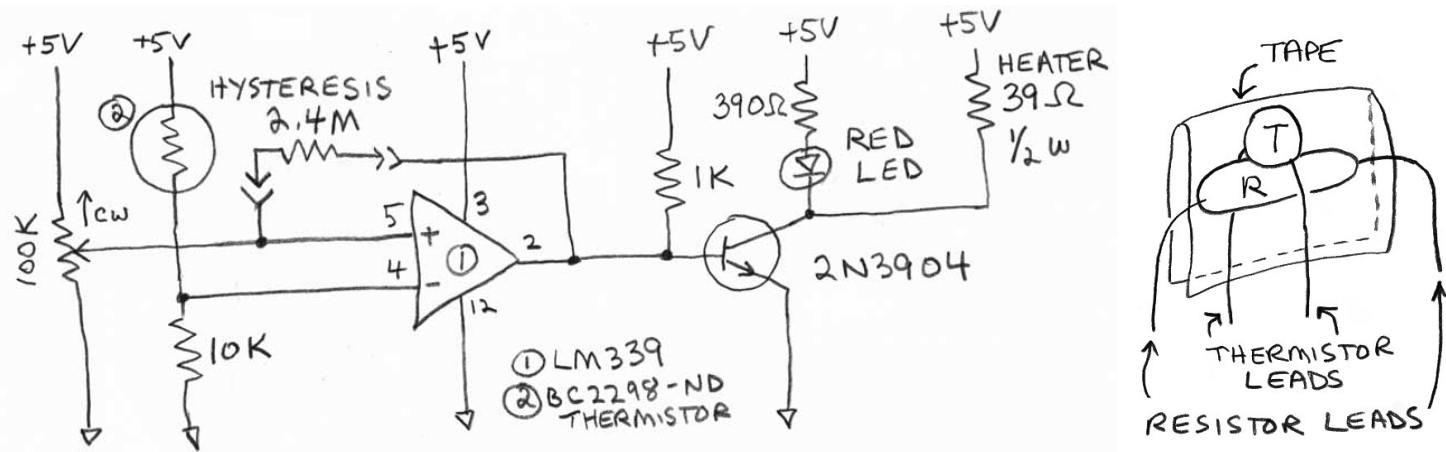 +5V
+5V
+5V
+5V
+5V
+5V
②
HYSTERESIS
2.4M
390Ω
HEATER
39Ω
½ W
RED
LED
1K
100K
CW
5
+
3
①
2
4
-
12
2N3904
10K
① LM339
② BC2298-ND
THERMISTOR
TAPE
T
R
THERMISTOR
LEADS
RESISTOR LEADS